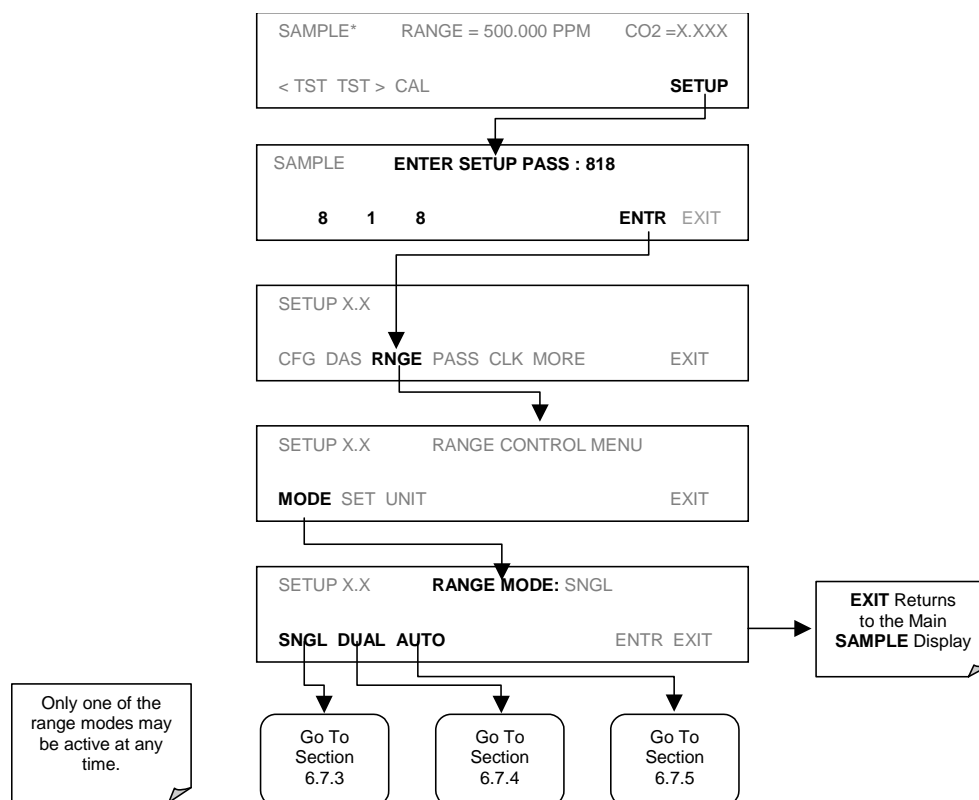 SAMPLE* RANGE = 500.000 PPM CO2 =X.XXX
< TST TST > CAL SETUP
SAMPLE ENTER SETUP PASS : 818
8 1 8 ENTR EXIT
SETUP X.X
CFG DAS RNGE PASS CLK MORE EXIT
SETUP X.X RANGE CONTROL MENU
MODE SET UNIT EXIT
SETUP X.X RANGE MODE: SNGL
SNGL DUAL AUTO ENTR EXIT
EXIT Returns
to the Main
SAMPLE Display
Only one of the
range modes may
be active at any
time.
Go To
Section
6.7.3
Go To
Section
6.7.4
Go To
Section
6.7.5